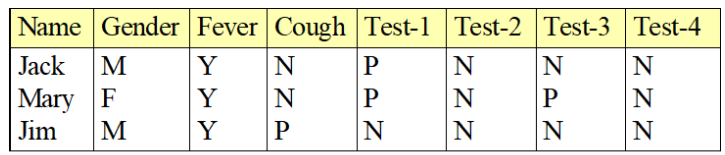 Name Gender Fever Cough Test-1 Test-2 Test-3 Test-4
Jack M Y N P N N N
Mary F Y N P N P N
Jim M Y P N N N N